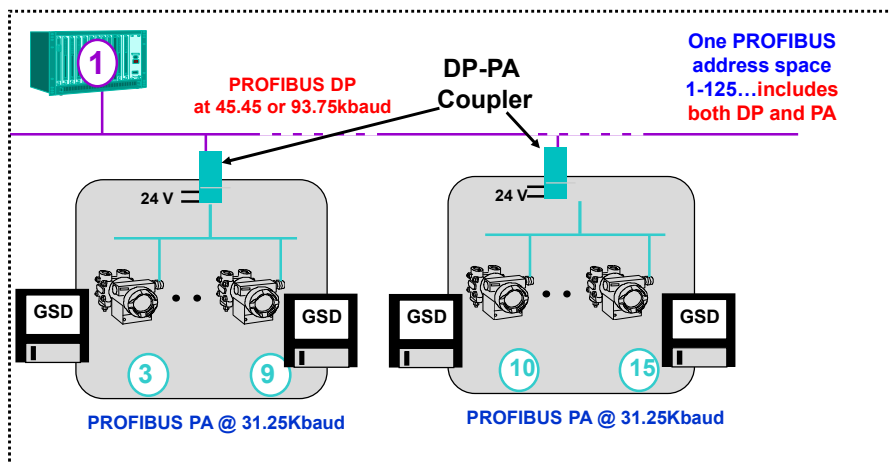 1
PROFIBUS DP
at 45.45 or 93.75kbaud
DP-PA
Coupler
One PROFIBUS
address space
1-125…includes
both DP and PA
24 V
24 V
GSD
GSD
GSD
GSD
3
9
10
15
PROFIBUS PA @ 31.25Kbaud
PROFIBUS PA @ 31.25Kbaud